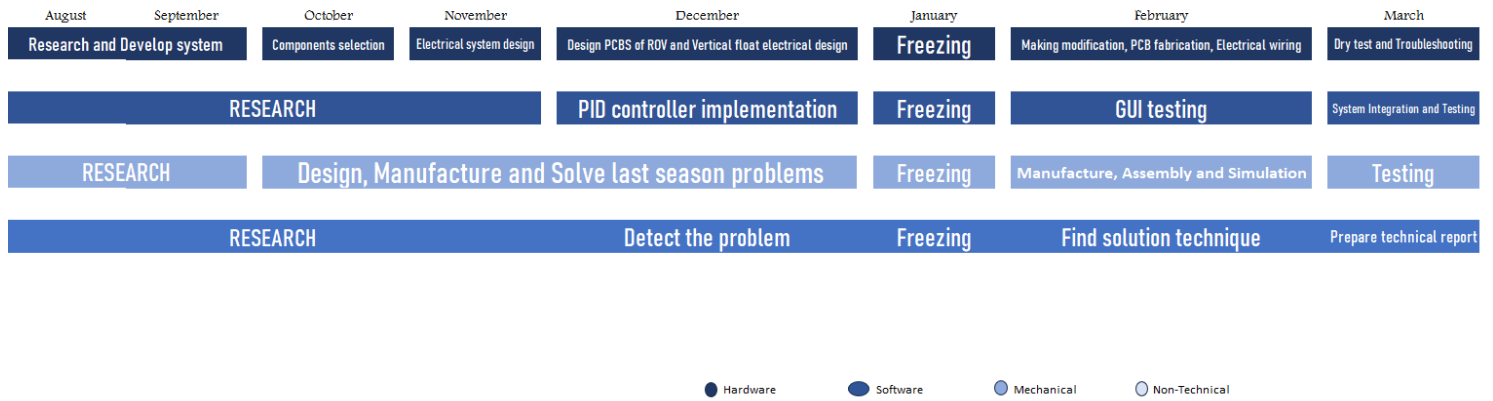 August September October November December January February March
Research and Develop system Components selection Electrical system design Design PCBS of ROV and Vertical float electrical design Freezing Making modification, PCB fabrication, Electrical wiring Dry test and Troubleshooting
RESEARCH PID controller implementation Freezing GUI testing System Integration and Testing
RESEARCH Design, Manufacture and Solve last season problems Freezing Manufacture, Assembly and Simulation Testing
RESEARCH Detect the problem Freezing Find solution technique Prepare technical report
Hardware Software Mechanical Non-Technical